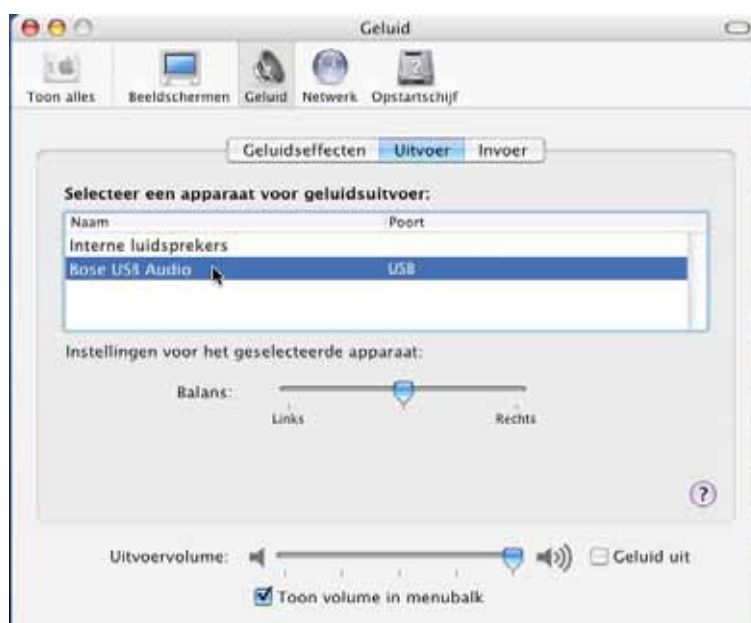 Geluid
Toon alles Beeldschermen Geluid Netwerk Opstartschijf
Geluidseffecten Uitvoer Invoer
Selecteer een apparaat voor geluidsuitvoer:
Naam Poort
Interne luidsprekers
Bose USB Audio USB
Instellingen voor het geselecteerde apparaat:
Balans:
Links Rechts
?
Uitvoervolume: Geluid uit
Toon volume in menubalk